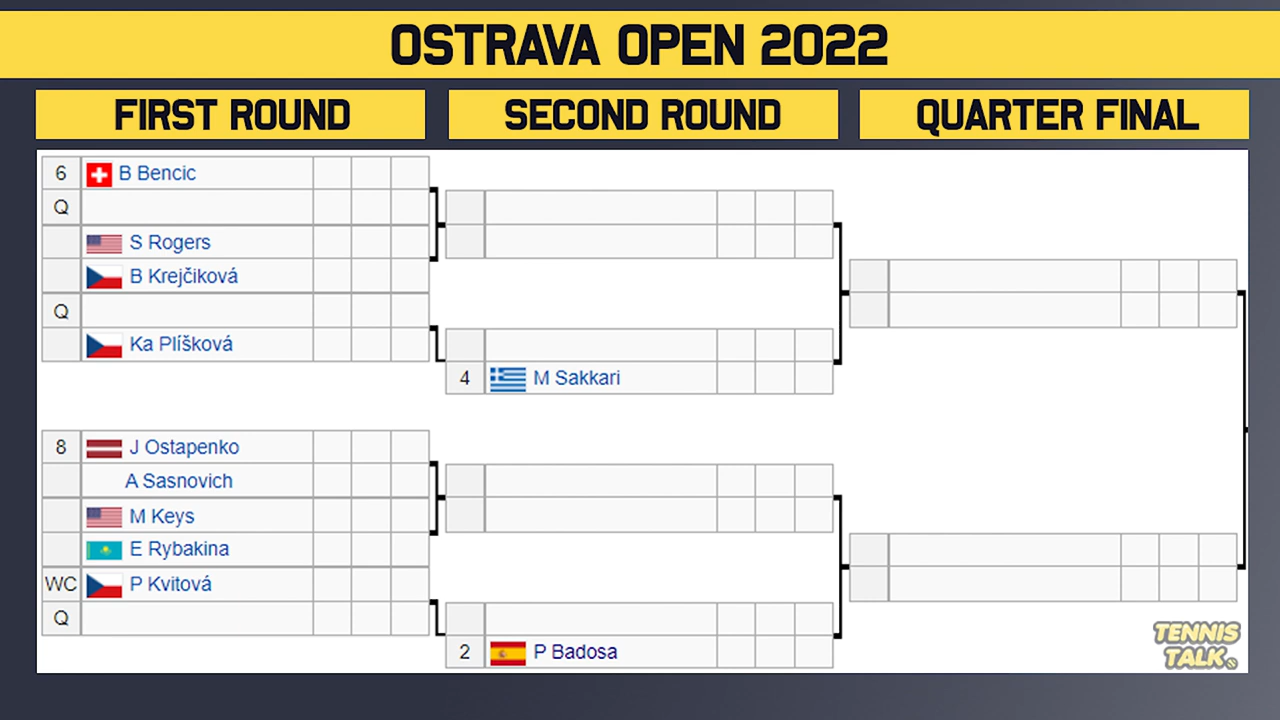 OSTRAVA OPEN 2022
FIRST ROUND
SECOND ROUND
QUARTER FINAL
6 B Bencic
Q
S Rogers
B Krejčiková
Q
Ka Plíšková
4 M Sakkari
8 J Ostapenko
A Sasnovich
M Keys
E Rybakina
WC P Kvitová
Q
2 P Badosa
TENNIS
TALK